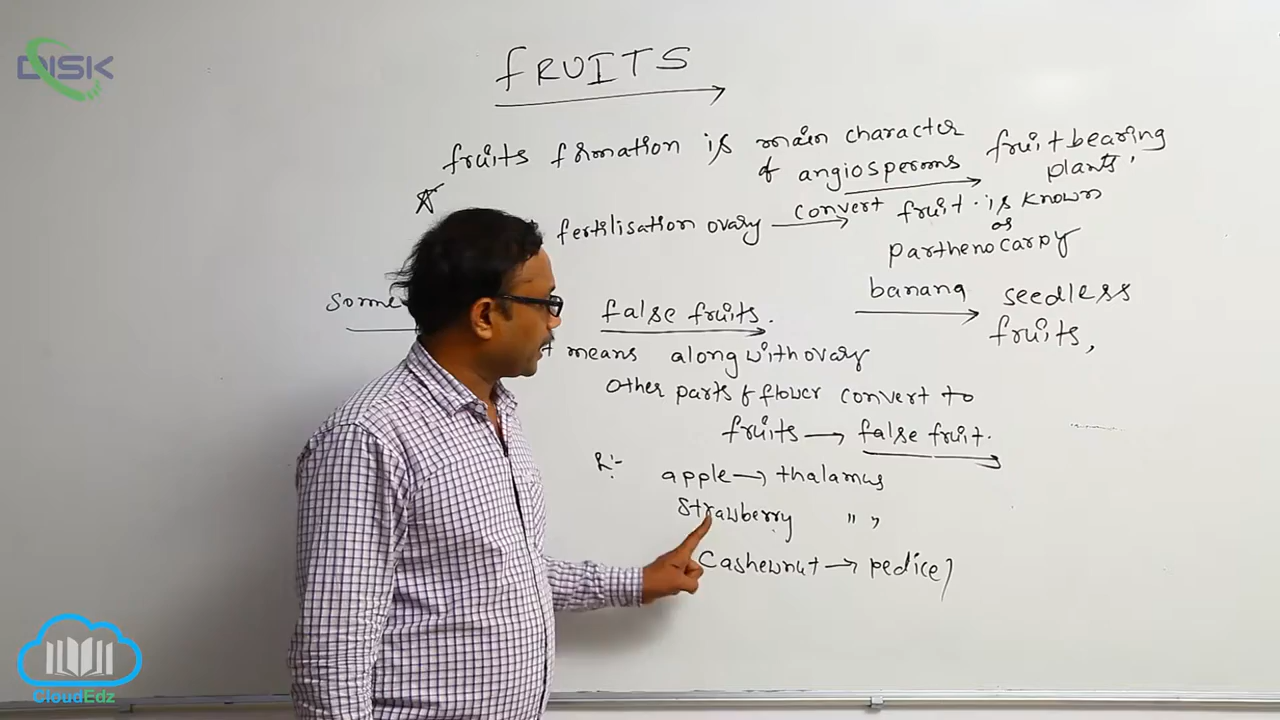 DISK
fRUITS
fruits formation is main character
of angiosperoms fruit bearing
plants,
fertilisation ovary convert fruit. is known
as
parthenocarpy
banana seedless
fruits,
some
false fruits.
means along with ovary
Other parts of flower convert to
fruits → false fruit.
apple → thalamus
Strawberry " "
Cashewnut → pedicel
CloudEdz